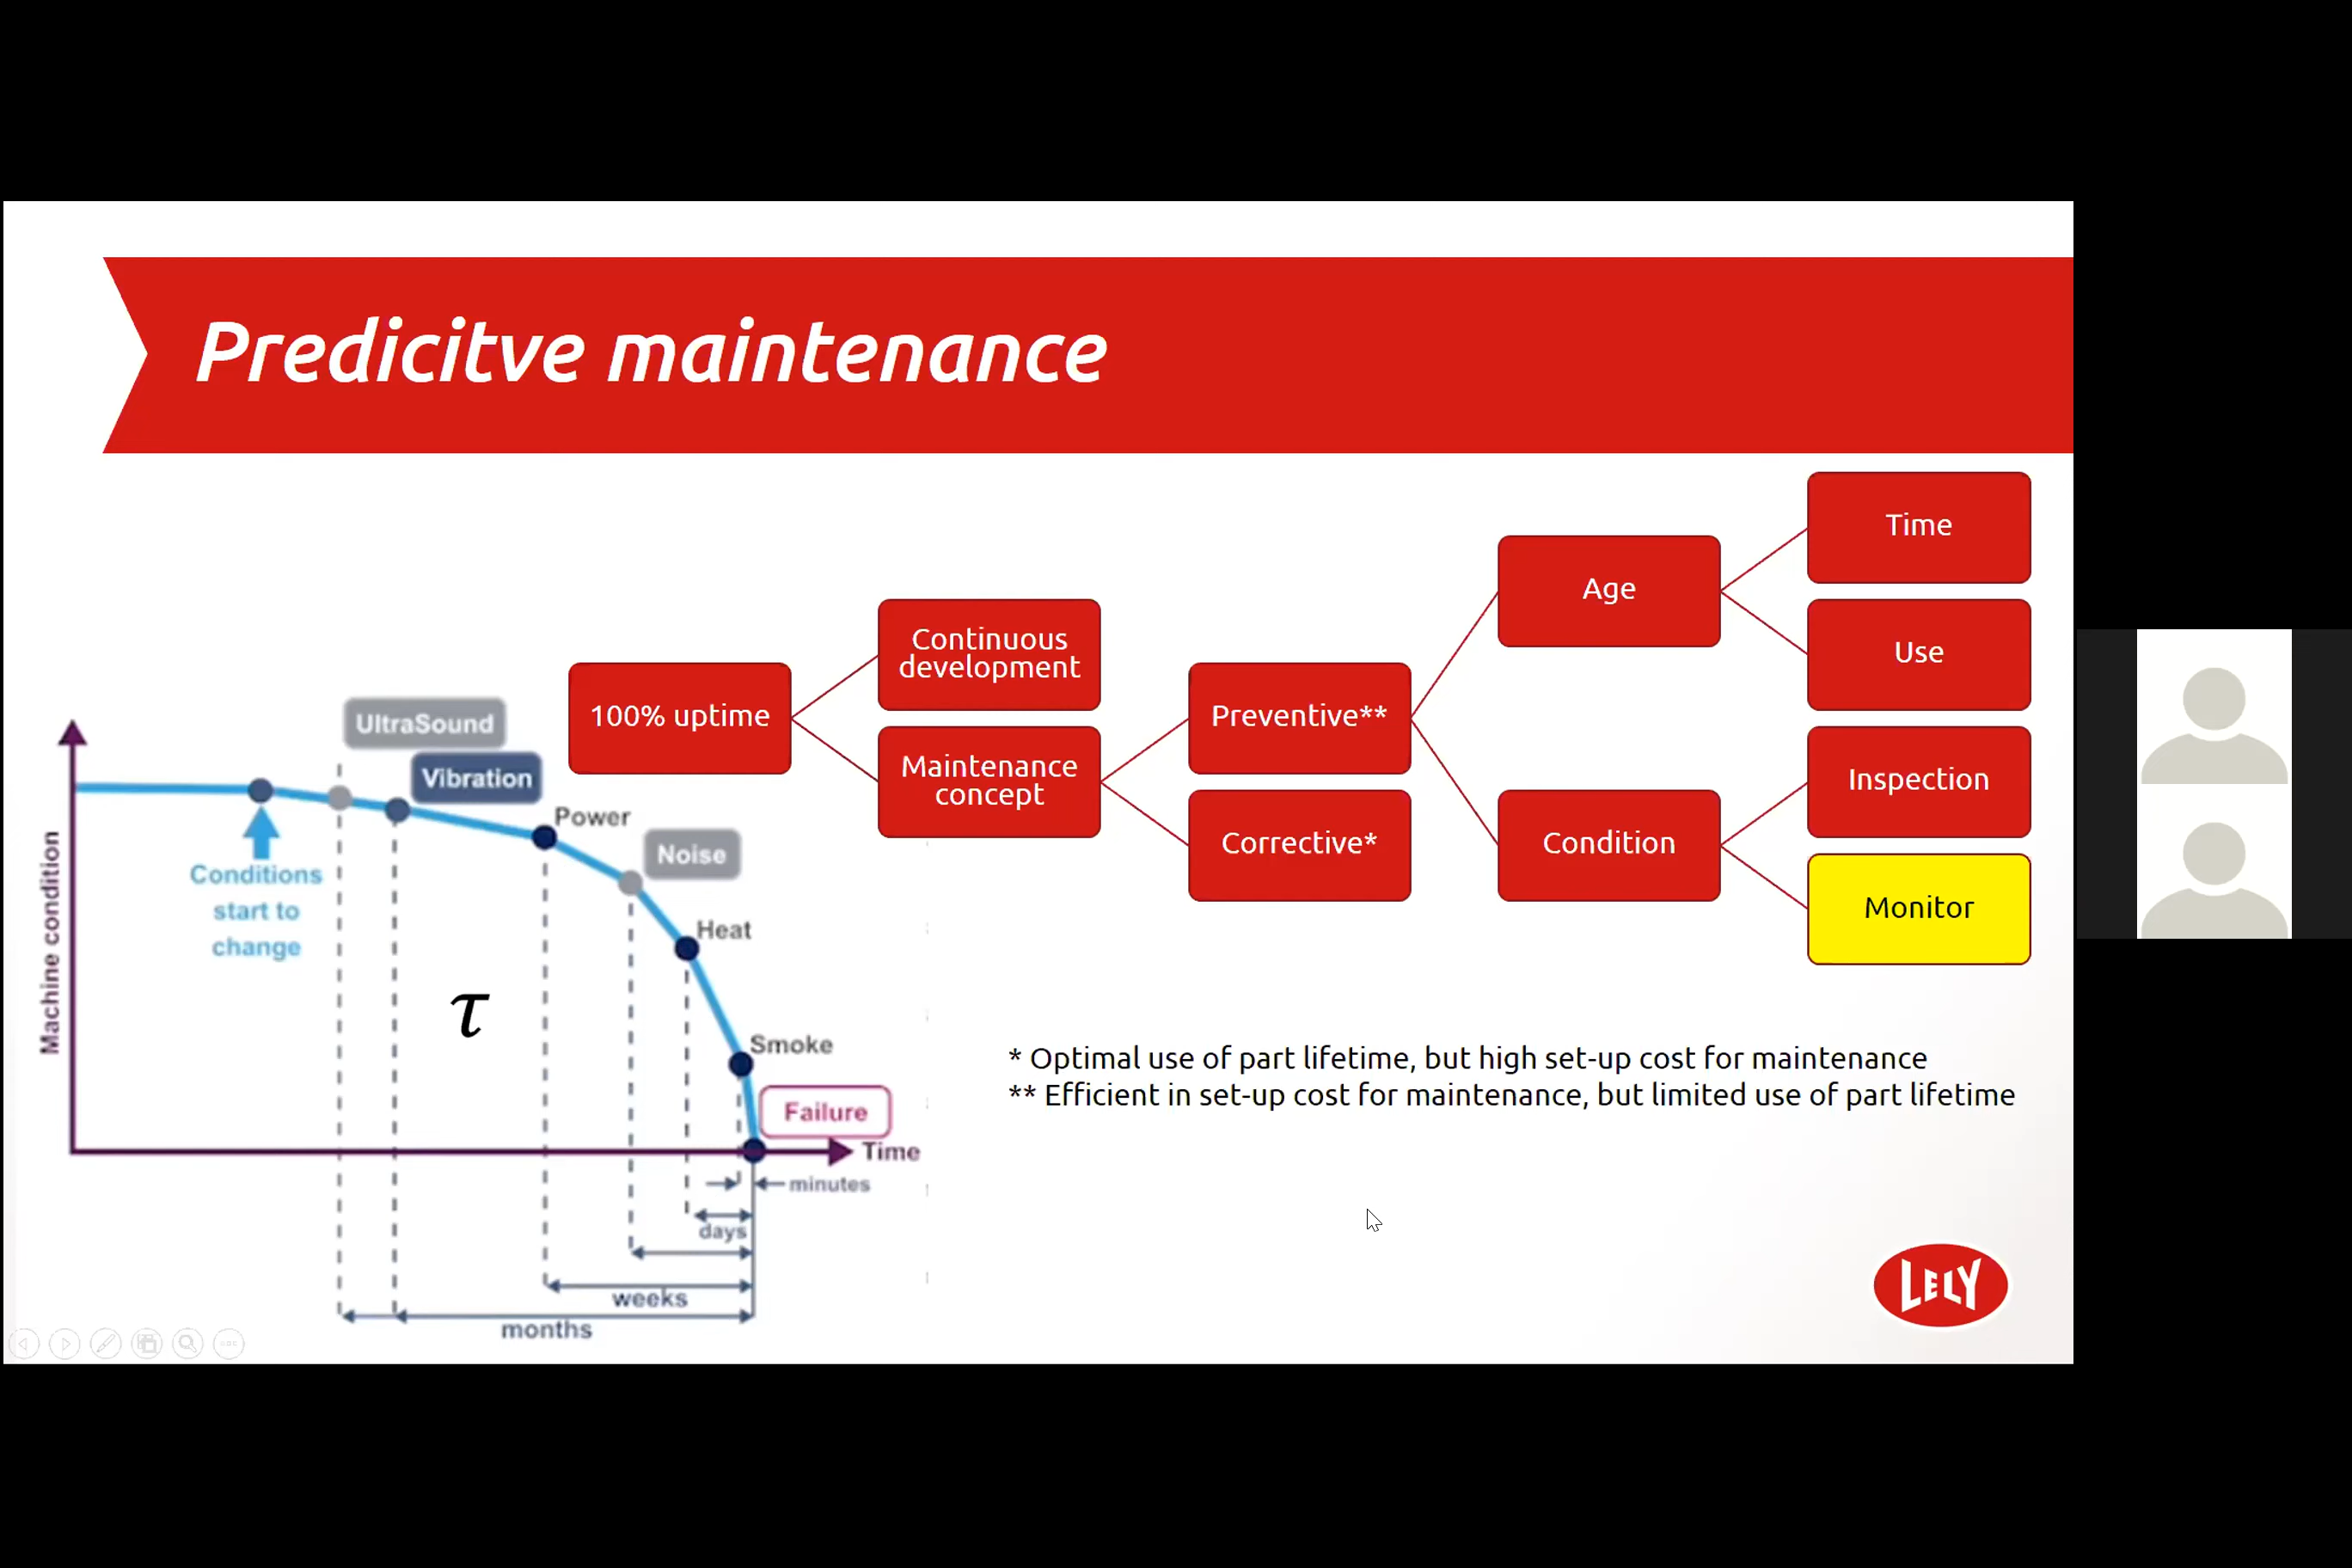 Predicitve maintenance
Time
Age
Use
Continuous
development
100% uptime
Preventive**
Maintenance
concept
Inspection
Corrective*
Condition
Monitor
UltraSound
Vibration
Power
Noise
Conditions
start to
change
Heat
Machine condition
τ
Smoke
Failure
Time
minutes
days
weeks
months
* Optimal use of part lifetime, but high set-up cost for maintenance
** Efficient in set-up cost for maintenance, but limited use of part lifetime
LELY